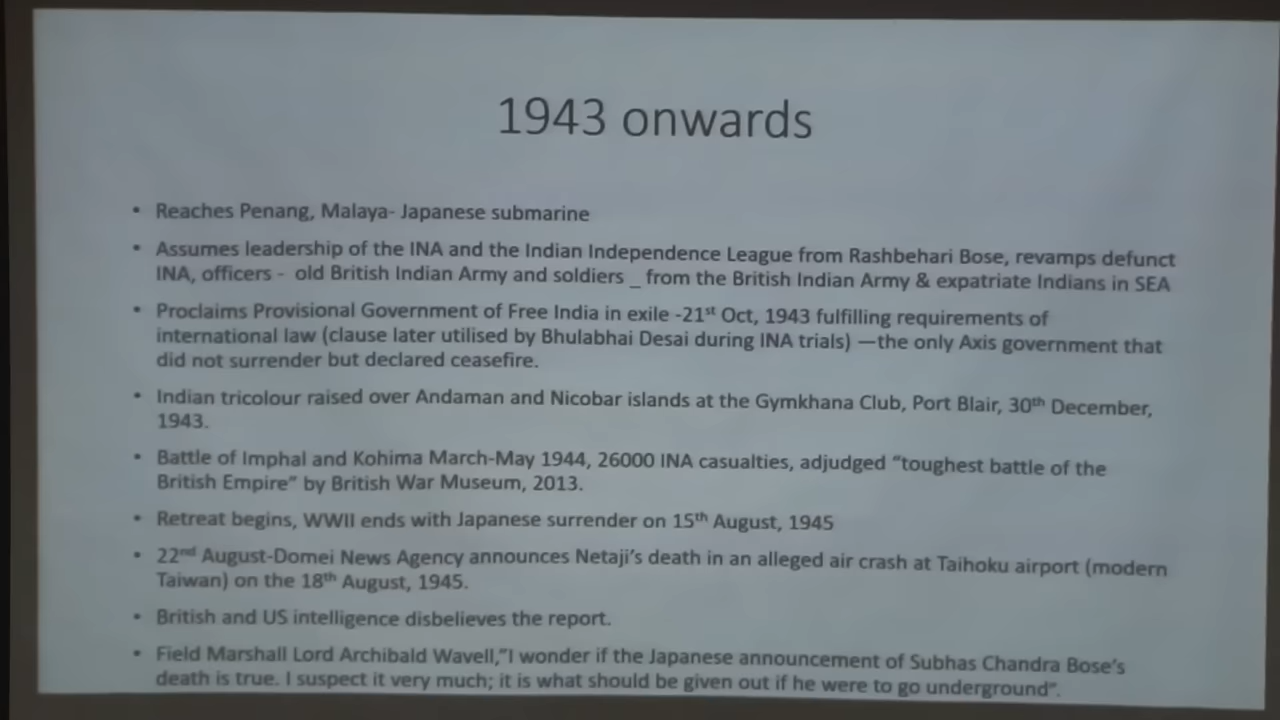 1943 onwards
• Reaches Penang, Malaya- Japanese submarine
• Assumes leadership of the INA and the Indian Independence League from Rashbehari Bose, revamps defunct
INA, officers - old British Indian Army and soldiers _ from the British Indian Army & expatriate Indians in SEA
• Proclaims Provisional Government of Free India in exile -21st Oct, 1943 fulfilling requirements of
international law (clause later utilised by Bhulabhai Desai during INA trials) —the only Axis government that
did not surrender but declared ceasefire.
• Indian tricolour raised over Andaman and Nicobar islands at the Gymkhana Club, Port Blair, 30th December,
1943.
• Battle of Imphal and Kohima March-May 1944, 26000 INA casualties, adjudged “toughest battle of the
British Empire” by British War Museum, 2013.
• Retreat begins, WWII ends with Japanese surrender on 15th August, 1945
• 22nd August-Domei News Agency announces Netaji’s death in an alleged air crash at Taihoku airport (modern
Taiwan) on the 18th August, 1945.
• British and US intelligence disbelieves the report.
• Field Marshall Lord Archibald Wavell,”I wonder if the Japanese announcement of Subhas Chandra Bose’s
death is true. I suspect it very much; it is what should be given out if he were to go underground”.